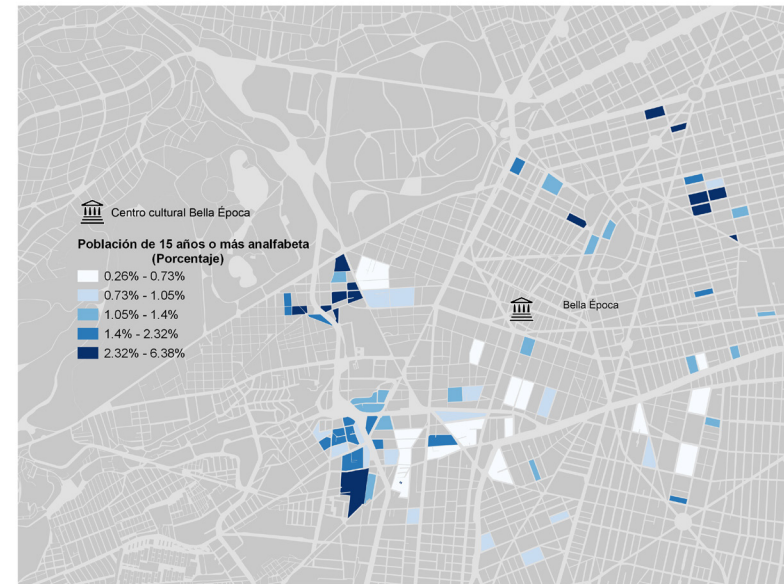 Centro cultural Bella Época
Población de 15 años o más analfabeta
(Porcentaje)
0.26% - 0.73%
0.73% - 1.05%
1.05% - 1.4%
1.4% - 2.32%
2.32% - 6.38%
Bella Época